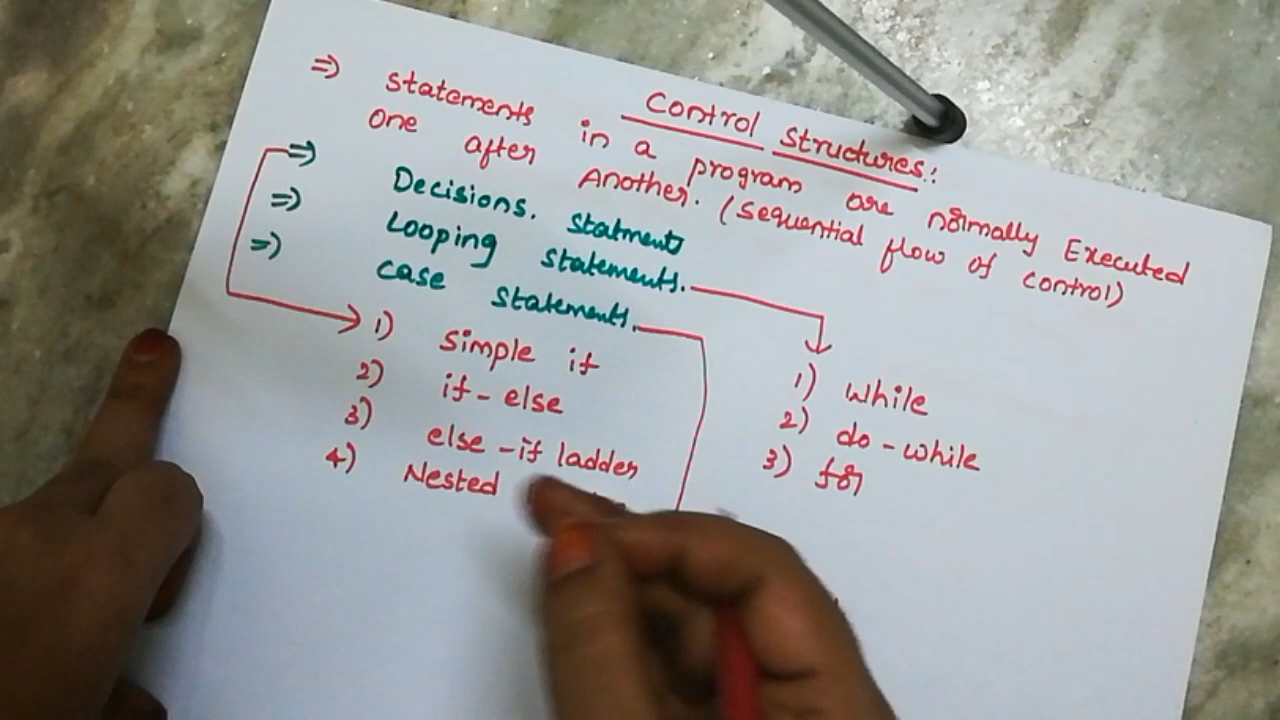 Control Structures:
=> statements in a program are normally Executed
one after Another. (sequential flow of control)
=> Decisions. statments
=> Looping statements.
=> case statements.
1) simple if
2) if-else
3) else-if ladder
4) Nested
1) while
2) do-while
3) for